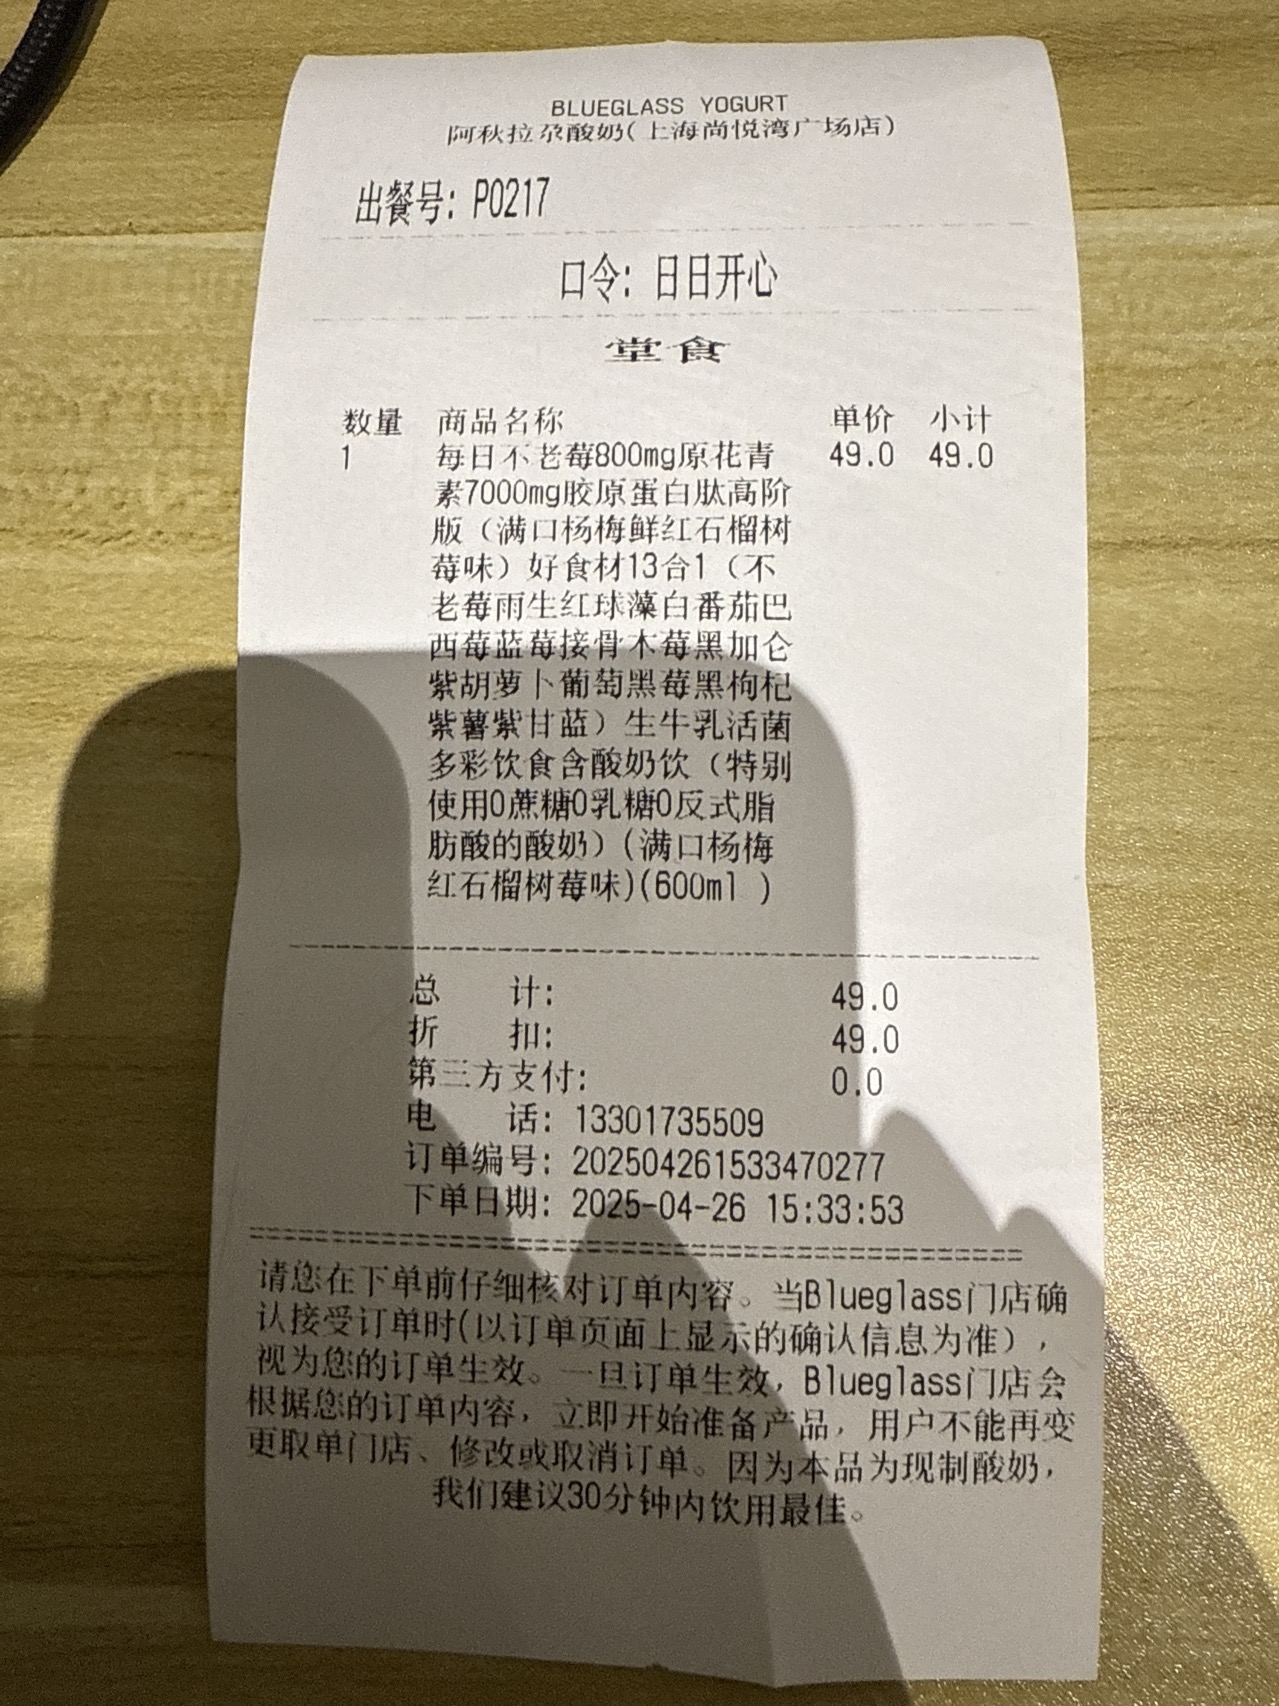 BLUEGLASS YOGURT
阿秋拉尕酸奶(上海尚悦湾广场店)
出餐号: P0217
口令: 日日开心
堂食
数量 商品名称 单价 小计
1 每日不老莓800mg原花青 49.0 49.0
素7000mg胶原蛋白肽高阶
版（满口杨梅鲜红石榴树
莓味）好食材13合1（不
老莓雨生红球藻白番茄巴
西莓蓝莓接骨木莓黑加仑
紫胡萝卜葡萄黑莓黑枸杞
紫薯紫甘蓝）生牛乳活菌
多彩饮食含酸奶饮（特别
使用0蔗糖0乳糖0反式脂
肪酸的酸奶）(满口杨梅
红石榴树莓味)(600ml )
总 计: 49.0
折 扣: 49.0
第三方支付: 0.0
电 话: 13301735509
订单编号: 202504261533470277
下单日期: 2025-04-26 15:33:53
请您在下单前仔细核对订单内容。当Blueglass门店确
认接受订单时(以订单页面上显示的确认信息为准)，
视为您的订单生效。一旦订单生效，Blueglass门店会
根据您的订单内容，立即开始准备产品，用户不能再变
更取单门店、修改或取消订单。因为本品为现制酸奶，
我们建议30分钟内饮用最佳。